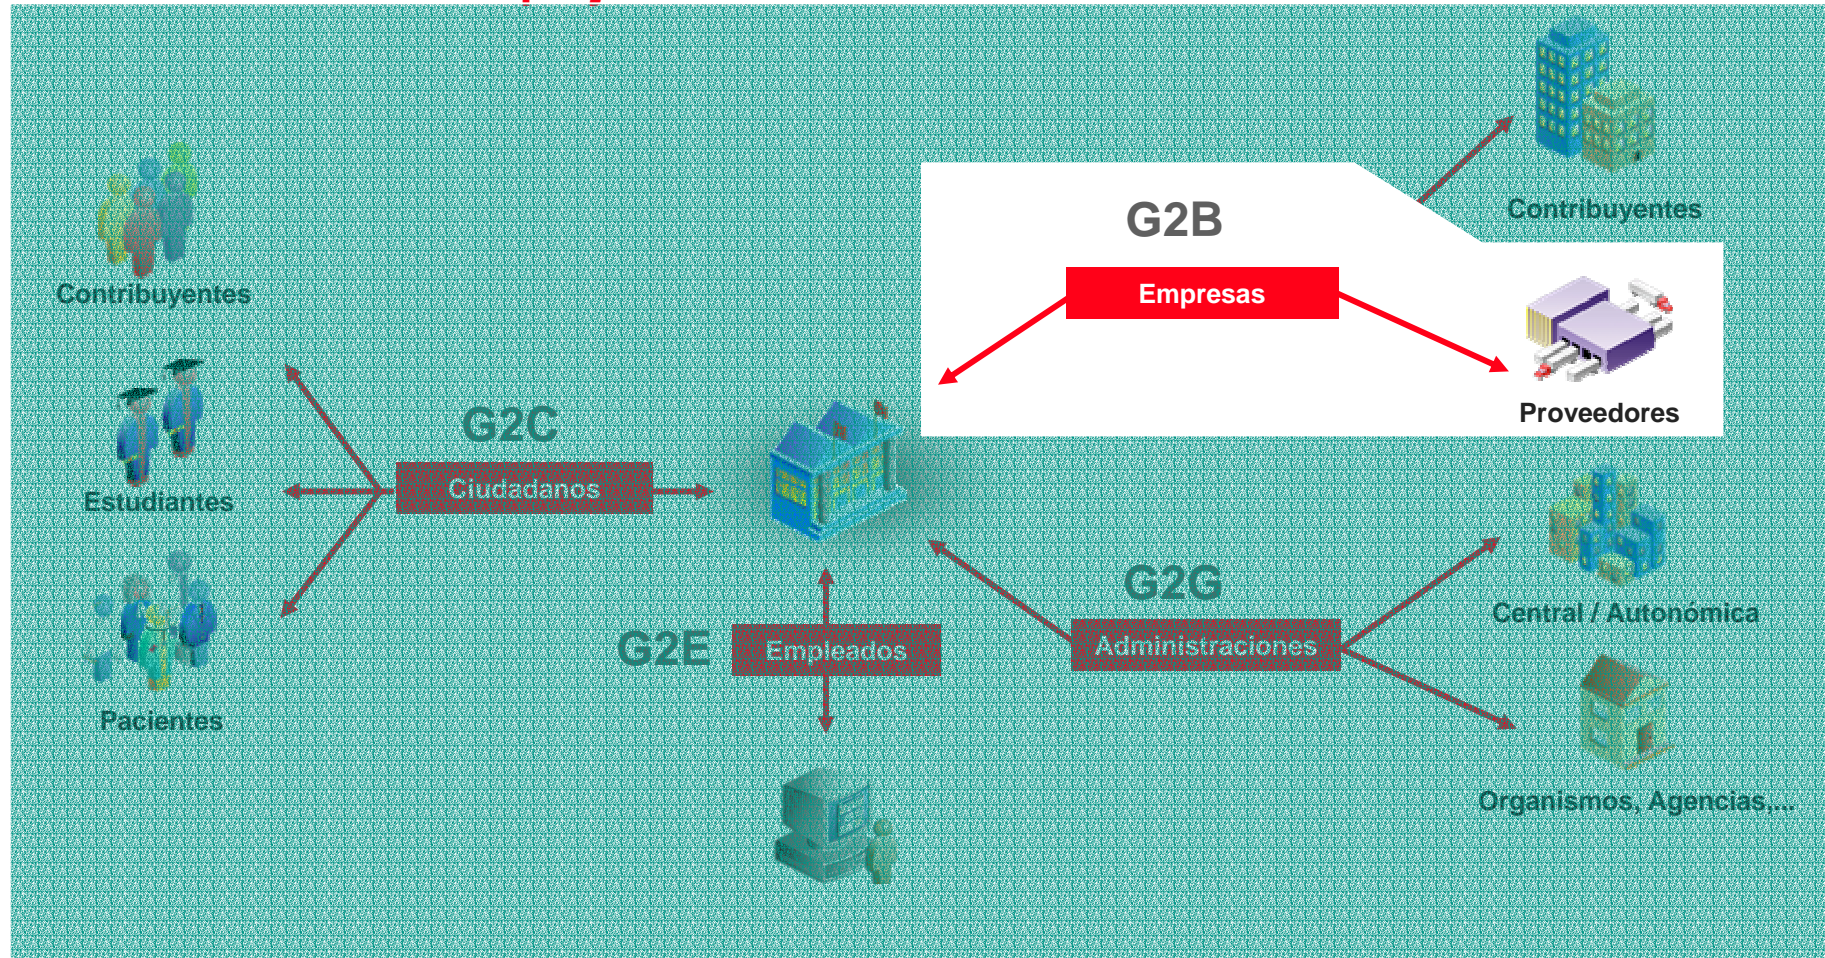 Contribuyentes
G2B
Contribuyentes
Empresas
Proveedores
G2C
Estudiantes
Ciudadanos
G2G
Central / Autonómica
G2E
Empleados
Administraciones
Pacientes
Organismos, Agencias,...